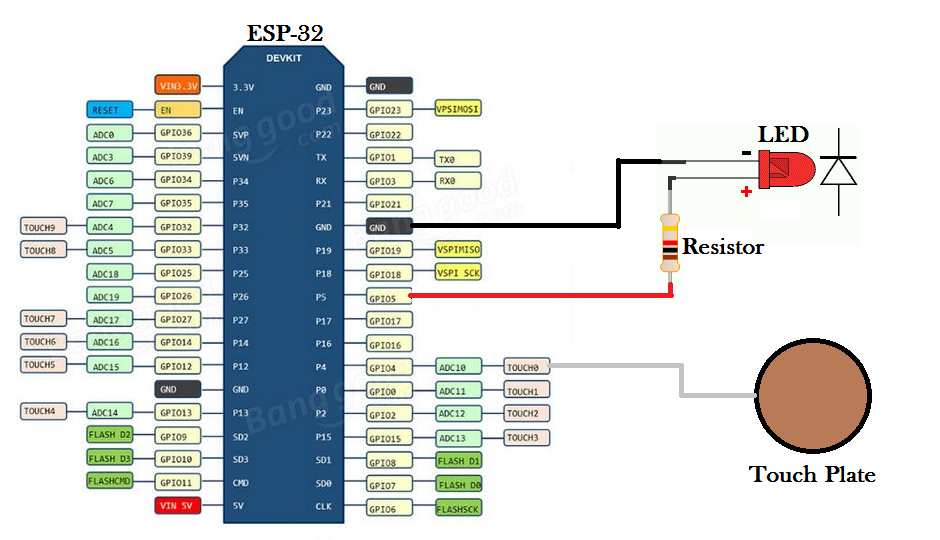 ESP-32
DEVKIT
VIN3.3V 3.3V GND GND
RESET EN EN P23 GPIO23 VPSIMOSI
ADC0 GPIO36 SVP P22 GPIO22
ADC3 GPIO39 SVN TX GPIO1 TX0
ADC6 GPIO34 P34 RX GPIO3 RX0
ADC7 GPIO35 P35 P21 GPIO21
TOUCH9 ADC4 GPIO32 P32 GND GND
TOUCH8 ADC5 GPIO33 P33 P19 GPIO19 VSPIMISO
ADC18 GPIO25 P25 P18 GPIO18 VSPI SCK
ADC19 GPIO26 P26 P5 GPIO5
TOUCH7 ADC17 GPIO27 P27 P17 GPIO17
TOUCH6 ADC16 GPIO14 P14 P16 GPIO16
TOUCH5 ADC15 GPIO12 P12 P4 GPIO4 ADC10 TOUCH0
GND GND P0 GPIO0 ADC11 TOUCH1
TOUCH4 ADC14 GPIO13 P13 P2 GPIO2 ADC12 TOUCH2
FLASH D2 GPIO9 SD2 P15 GPIO15 ADC13 TOUCH3
FLASH D3 GPIO10 SD3 SD1 GPIO8 FLASH D1
FLASHCMD GPIO11 CMD SD0 GPIO7 FLASH D0
VIN 5V 5V CLK GPIO6 FLASHSCK
LED
-
+
Resistor
Touch Plate
Banggood
.com
Banggood
.com
Banggood